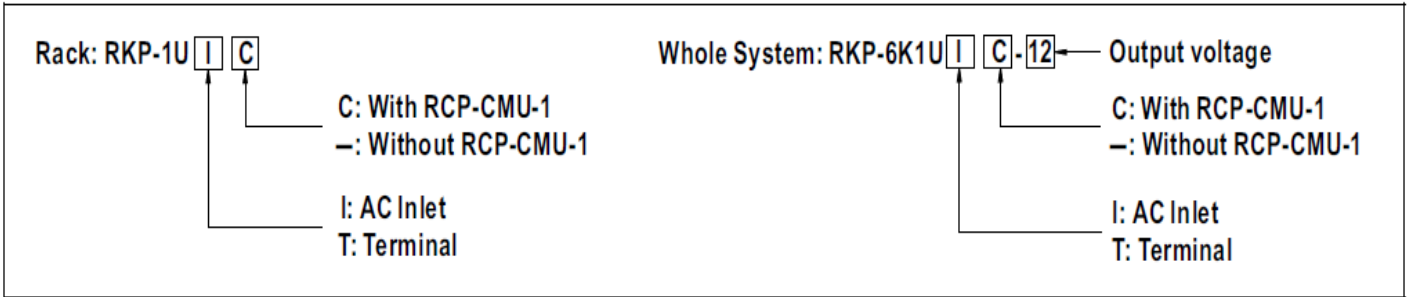 Rack: RKP-1U I C
C: With RCP-CMU-1
–: Without RCP-CMU-1
I: AC Inlet
T: Terminal
Whole System: RKP-6K1U I C - 12 Output voltage
C: With RCP-CMU-1
–: Without RCP-CMU-1
I: AC Inlet
T: Terminal